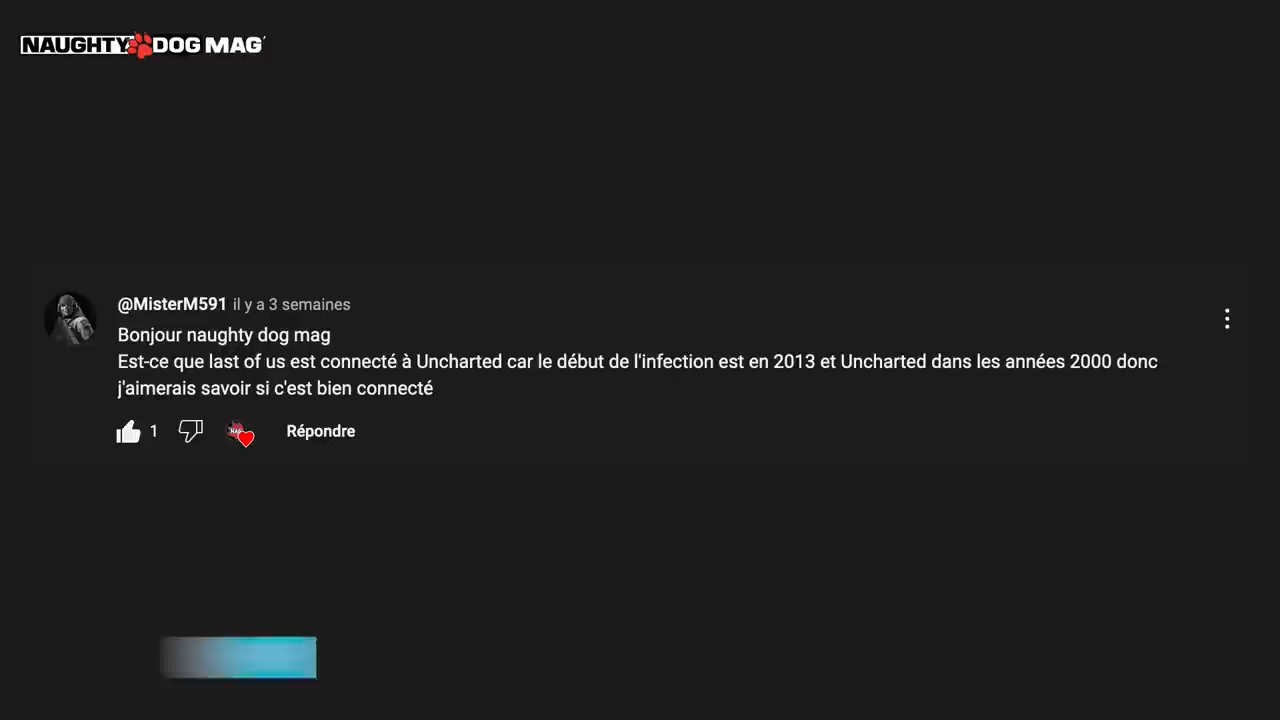 NAUGHTY DOG MAG
@MisterM591 il y a 3 semaines
Bonjour naughty dog mag
Est-ce que last of us est connecté à Uncharted car le début de l'infection est en 2013 et Uncharted dans les années 2000 donc
j'aimerais savoir si c'est bien connecté
1 Répondre